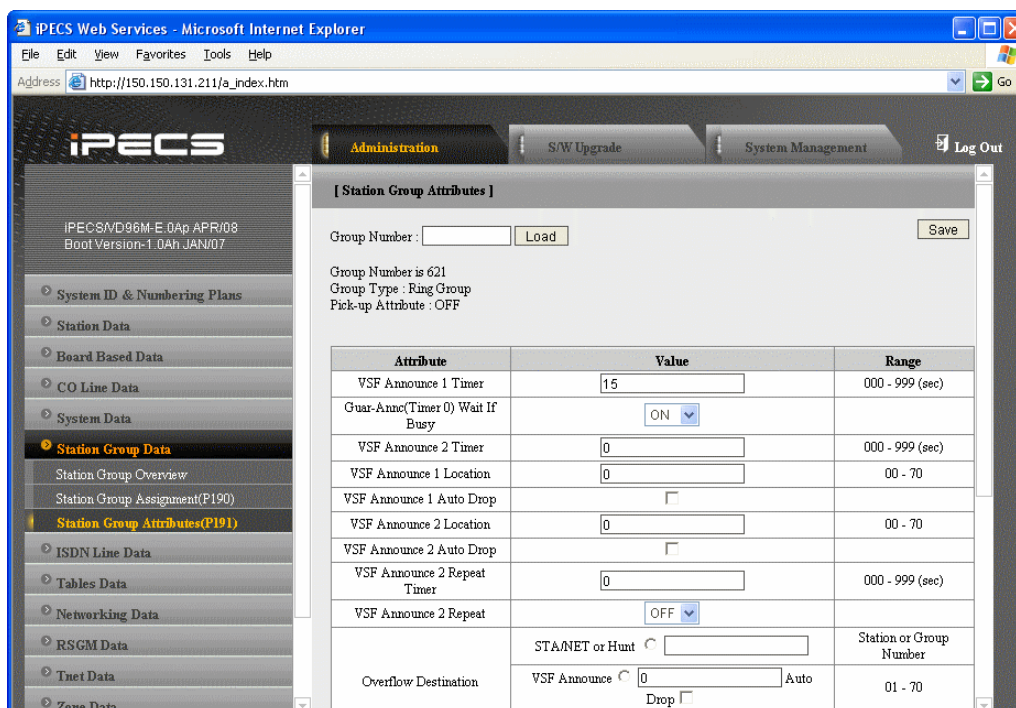 iPECS Web Services - Microsoft Internet Explorer
File Edit View Favorites Tools Help
Address http://150.150.131.211/a_index.htm Go
iPECS
Administration S/W Upgrade System Management Log Out
iPECS/VD96M-E.0Ap APR/08
Boot Version-1.0Ah JAN/07
System ID & Numbering Plans
Station Data
Board Based Data
CO Line Data
System Data
Station Group Data
Station Group Overview
Station Group Assignment(P190)
Station Group Attributes(P191)
ISDN Line Data
Tables Data
Networking Data
RSGM Data
Tnet Data
Zone Data
[ Station Group Attributes ]
Group Number : Load Save
Group Number is 621
Group Type : Ring Group
Pick-up Attribute : OFF
Attribute Value Range
VSF Announce 1 Timer 15 000 - 999 (sec)
Guar-Annc(Timer 0) Wait If
Busy ON
VSF Announce 2 Timer 0 000 - 999 (sec)
VSF Announce 1 Location 0 00 - 70
VSF Announce 1 Auto Drop
VSF Announce 2 Location 0 00 - 70
VSF Announce 2 Auto Drop
VSF Announce 2 Repeat
Timer 0 000 - 999 (sec)
VSF Announce 2 Repeat OFF
Overflow Destination
STA/NET or Hunt Station or Group
Number
VSF Announce 0 Auto
Drop 01 - 70